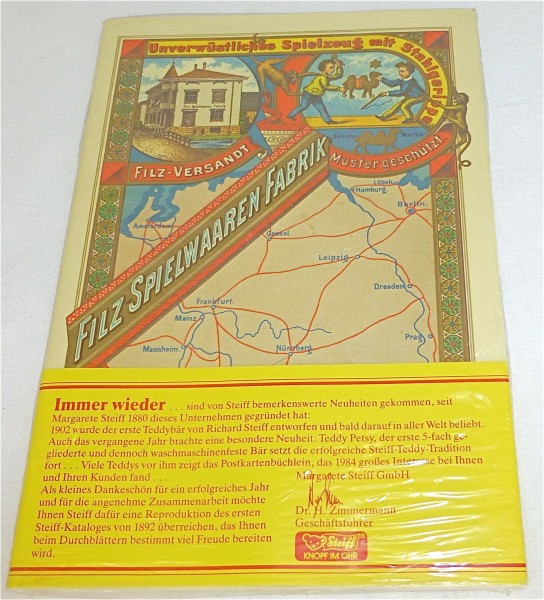 Unverwüstliches Spielzeug mit Stahlgerippe
FILZ-VERSANDT
Schutz Marke
Mustergeschützt.
FILZ SPIELWAAREN FABRIK
Lübek
Hamburg
Berlin.
Amsterdam
Cassel
Leipzig
Dresden
Frankfurt.
Mainz
Prag
Mannheim.
Nürnberg
Immer wieder . . . sind von Steiff bemerkenswerte Neuheiten gekommen, seit
Margarete Steiff 1880 dieses Unternehmen gegründet hat:
1902 wurde der erste Teddybär von Richard Steiff entworfen und bald darauf in aller Welt beliebt.
Auch das vergangene Jahr brachte eine besondere Neuheit: Teddy Petsy, der erste 5-fach ge-
gliederte und dennoch waschmaschinenfeste Bär setzt die erfolgreiche Steiff-Teddy-Tradition
fort . . . Viele Teddys vor ihm zeigt das Postkartenbüchlein, das 1984 großes Interesse bei Ihnen
und Ihren Kunden fand . . .
Als kleines Dankeschön für ein erfolgreiches Jahr
und für die angenehme Zusammenarbeit möchte
Ihnen Steiff dafür eine Reproduktion des ersten
Steiff-Kataloges von 1892 überreichen, das Ihnen
beim Durchblättern bestimmt viel Freude bereiten
wird.
Margarete Steiff GmbH
Dr. H. Zimmermann
Geschäftsführer
Steiff
KNOPF IM OHR